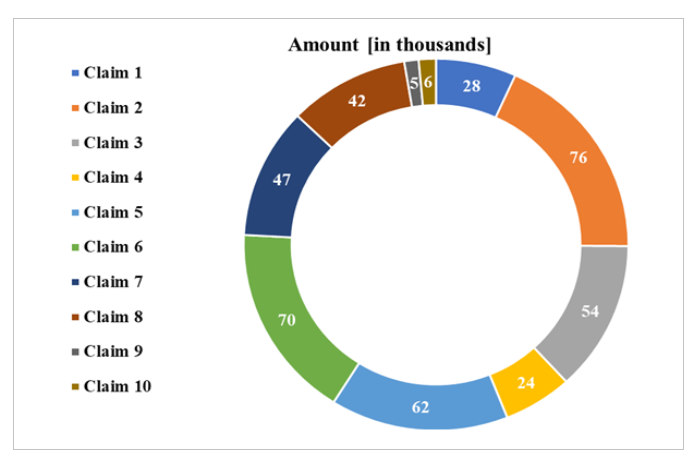 Amount [in thousands]
Claim 1
Claim 2
Claim 3
Claim 4
Claim 5
Claim 6
Claim 7
Claim 8
Claim 9
Claim 10
28
76
54
24
62
70
47
42
5
6